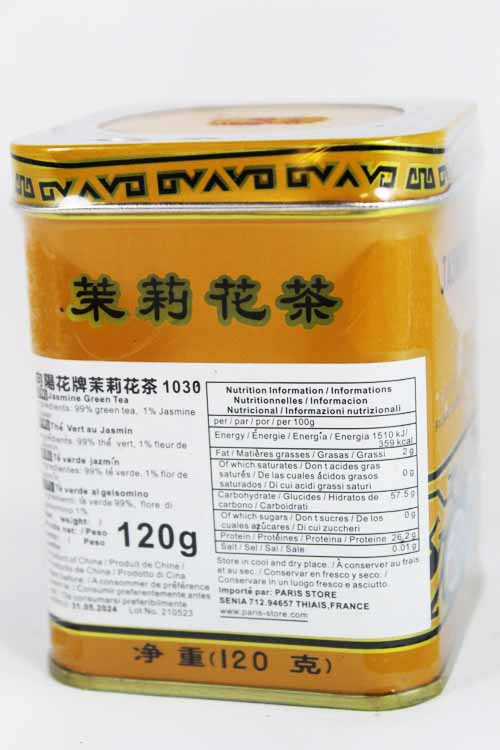 茉莉花茶
陽花牌茉莉花茶 1030
Jasmine Green Tea
99% green tea, 1% Jasmine
Thé Vert au Jasmin
99% thé vert, 1% fleur de
Té verde jazmín
99% té verde, 1% flor de
Tè verde al gelsomino
tè verde 99%, fiore di
gelsomino 1%
weight: /
net: / Peso
/ Peso
120g
Product of China / Produit de Chine /
China / Prodotto di Cina
before: / A consommer de préférence
/ Consumir preferentemente antes
Da consumarsi preferibilmente
31.05.2024 Lot No. 210523
Nutrition Information / Informations
Nutritionnelles / Informacion
Nutricional / Informazioni nutrizionali
per / par / por / per 100g
Energy / Énergie / Energía / Energia 1510 kJ/
359 kcal
Fat / Matières grasses / Grasas / Grassi 2g
Of which saturates / Dont acides gras
saturés / De las cuales ácidos grasos 0g
saturados / Di cui acidi grassi saturi
Carbohydrate / Glucides / Hidratos de 57.5g
carbono / Carboidrati
Of which sugars / Dont sucres / De los 0g
cuales azúcares / Di cui zuccheri
Protein / Protéines / Proteina / Proteine 26.2g
Salt / Sel / Sal / Sale 0.01g
Store in cool and dry place. / À conserver au frais
et au sec. / Conservar en fresco y seco. /
Conservare in un luogo fresco e asciutto.
Importé par: PARIS STORE
SENIA 712.94657 THIAIS,FRANCE
www.paris-store.com
净重(120克)